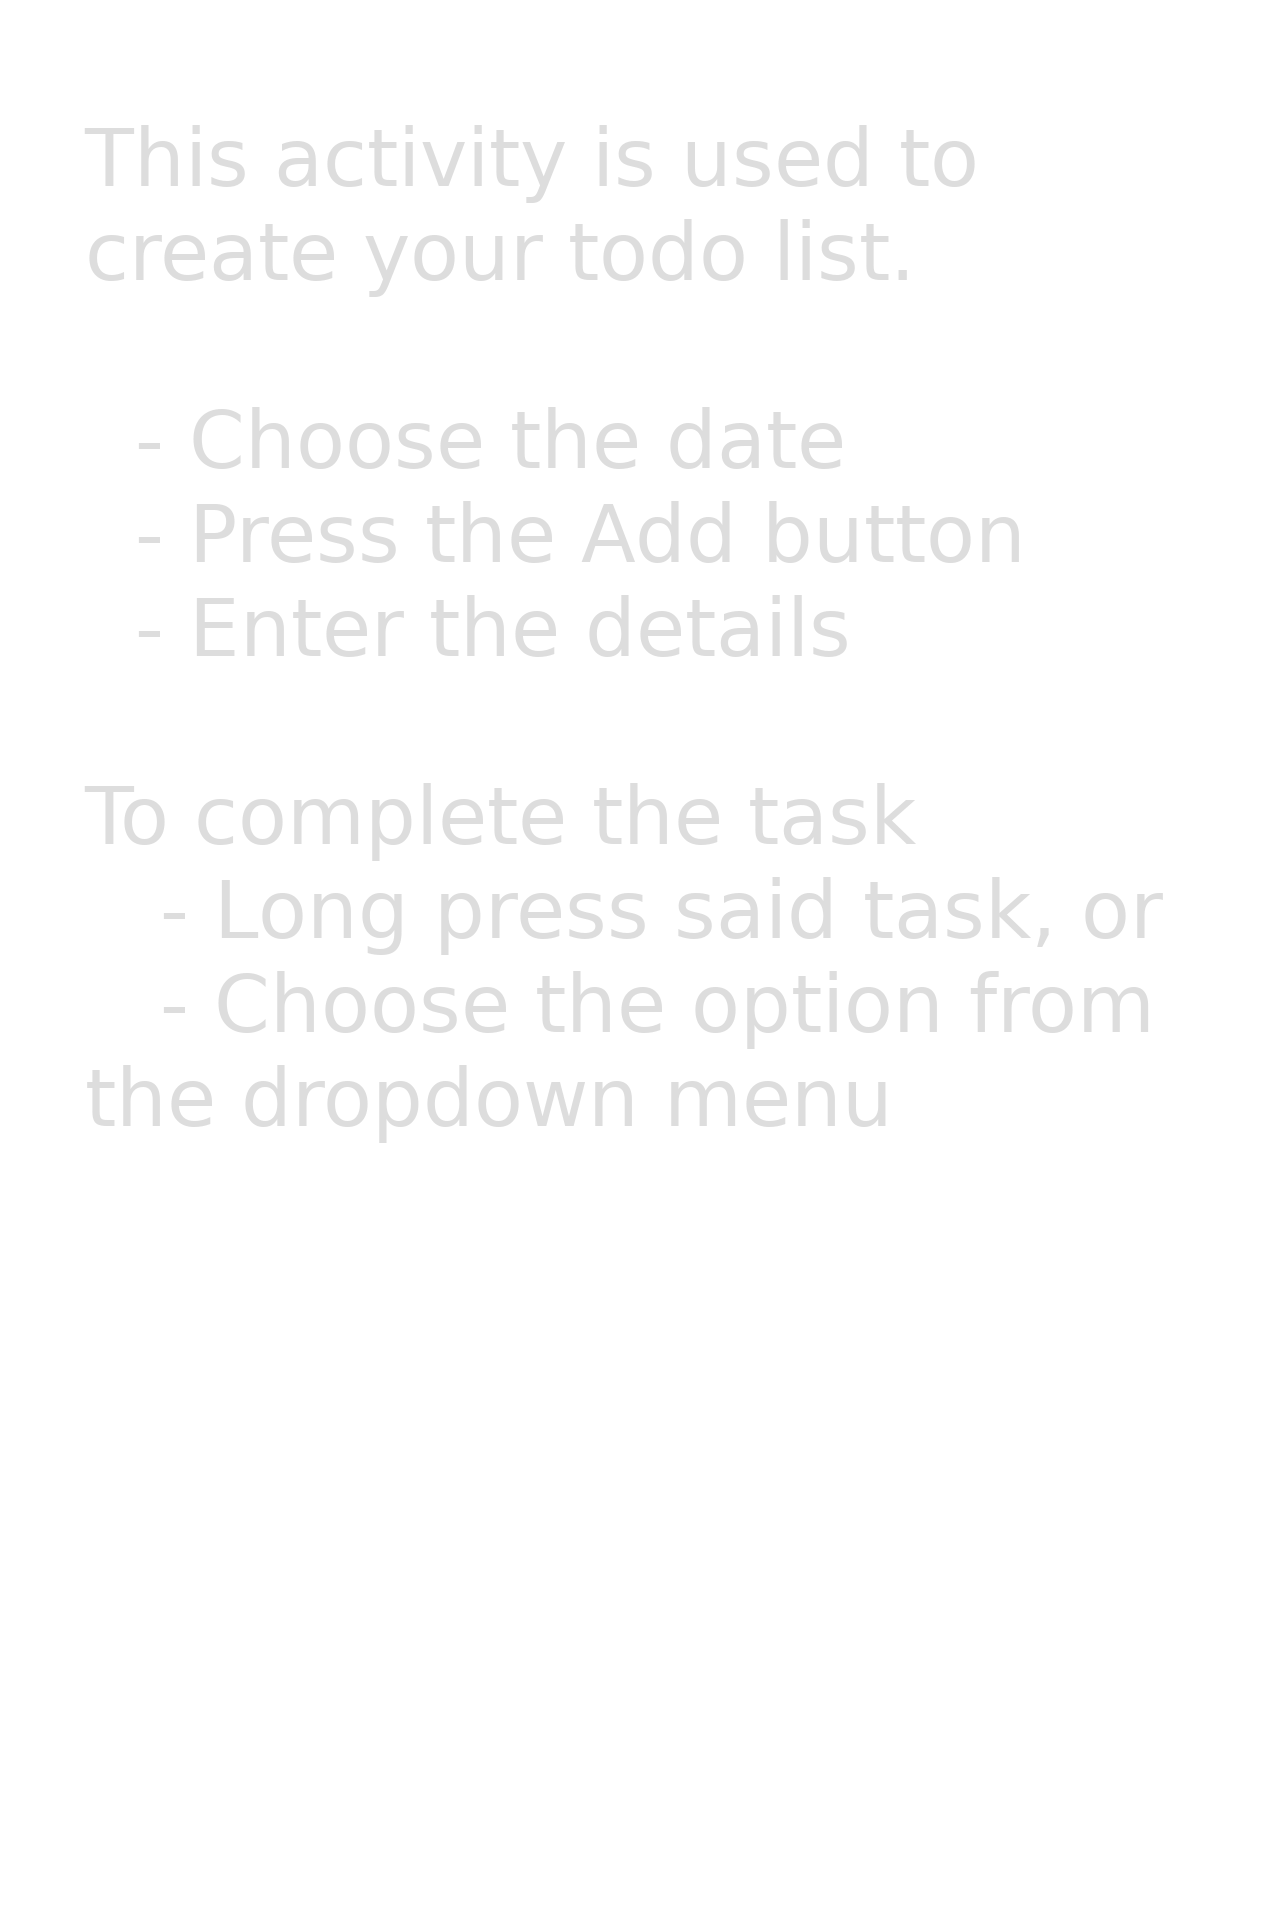 This activity is used to
create your todo list.
- Choose the date
- Press the Add button
- Enter the details
To complete the task
- Long press said task, or
- Choose the option from
the dropdown menu